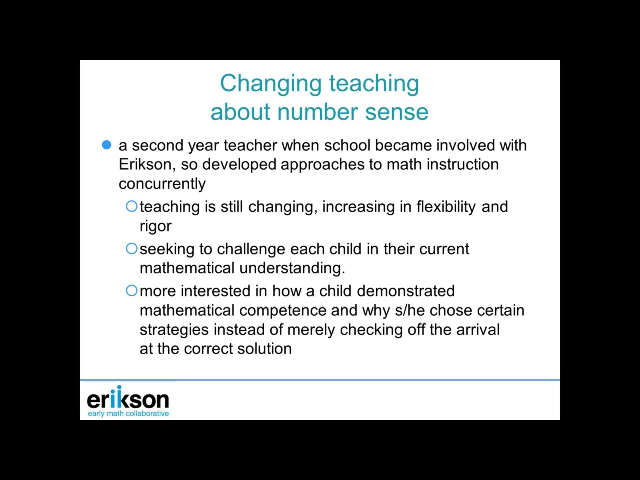 Changing teaching
about number sense
a second year teacher when school became involved with
Erikson, so developed approaches to math instruction
concurrently
teaching is still changing, increasing in flexibility and
rigor
seeking to challenge each child in their current
mathematical understanding.
more interested in how a child demonstrated
mathematical competence and why s/he chose certain
strategies instead of merely checking off the arrival
at the correct solution
erikson
early math collaborative